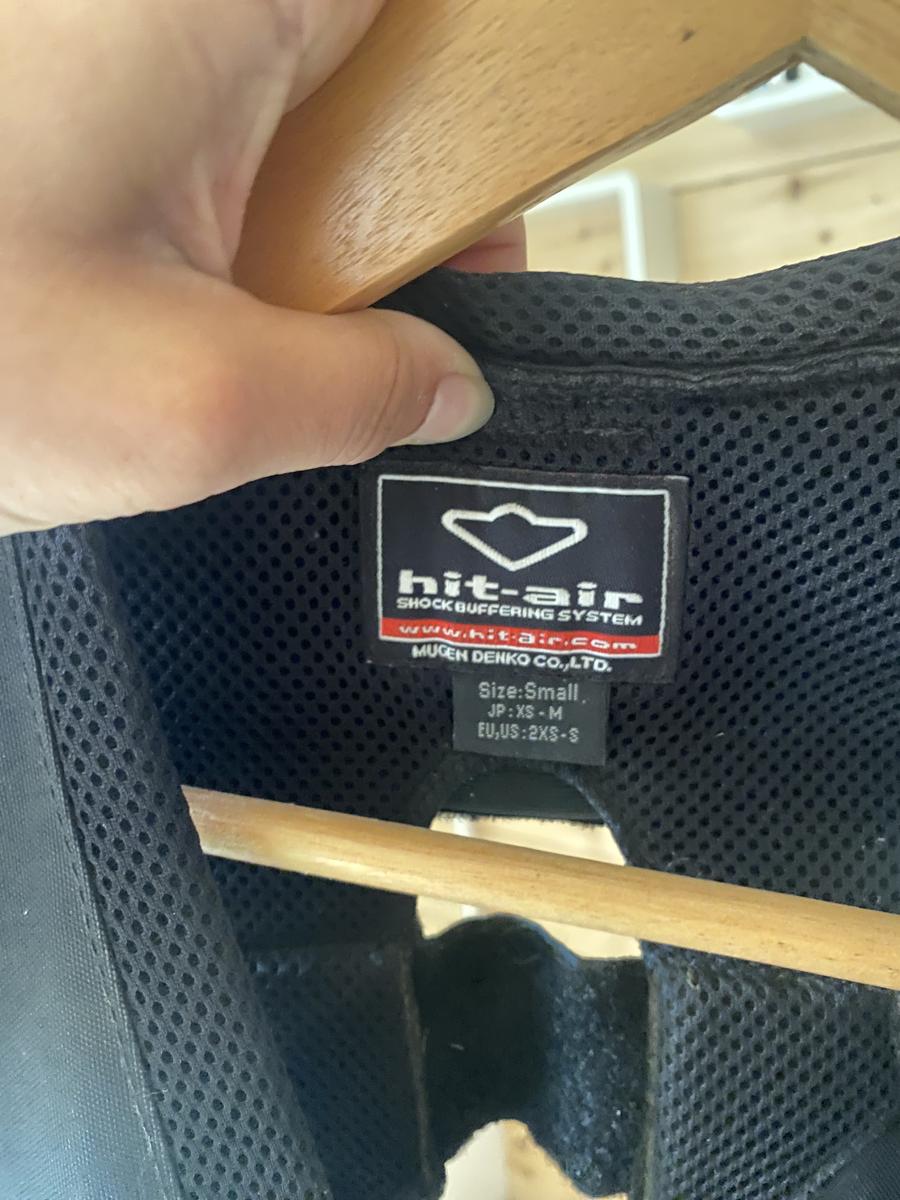 hit-air
SHOCK BUFFERING SYSTEM
www.hit-air.com
MUGEN DENKO CO.,LTD.
Size:Small
JP:XS-M
EU,US:2XS-S